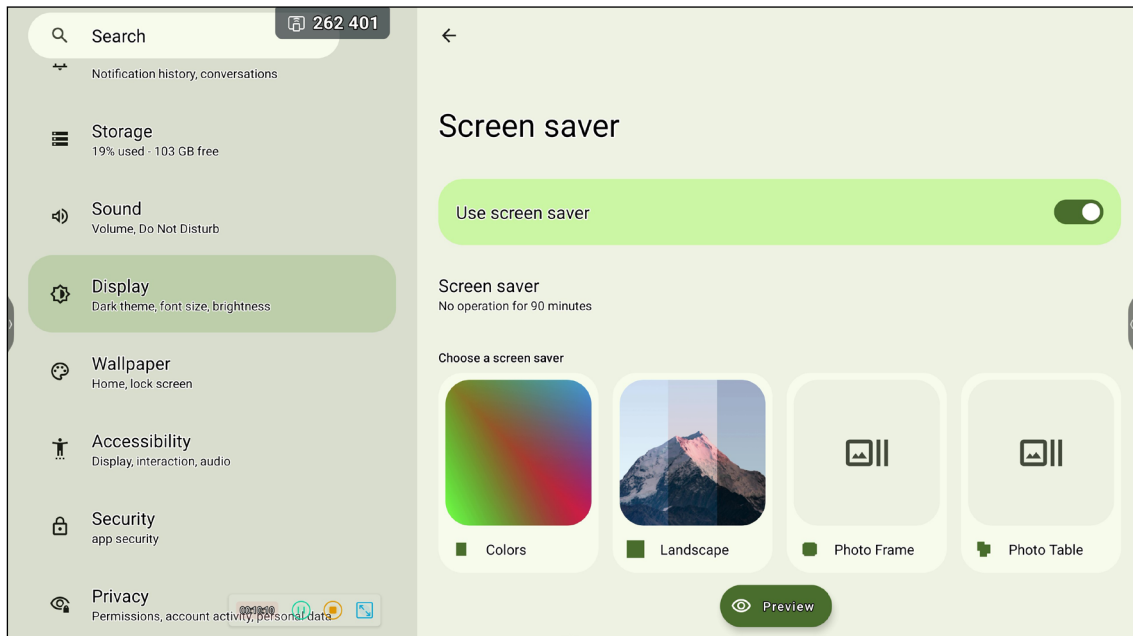 262 401
Search
Notification history, conversations
Storage
19% used - 103 GB free
Sound
Volume, Do Not Disturb
Display
Dark theme, font size, brightness
Wallpaper
Home, lock screen
Accessibility
Display, interaction, audio
Security
app security
Privacy
Permissions, account activity, personal data
00:10:10
Screen saver
Use screen saver
Screen saver
No operation for 90 minutes
Choose a screen saver
Colors
Landscape
Photo Frame
Photo Table
Preview